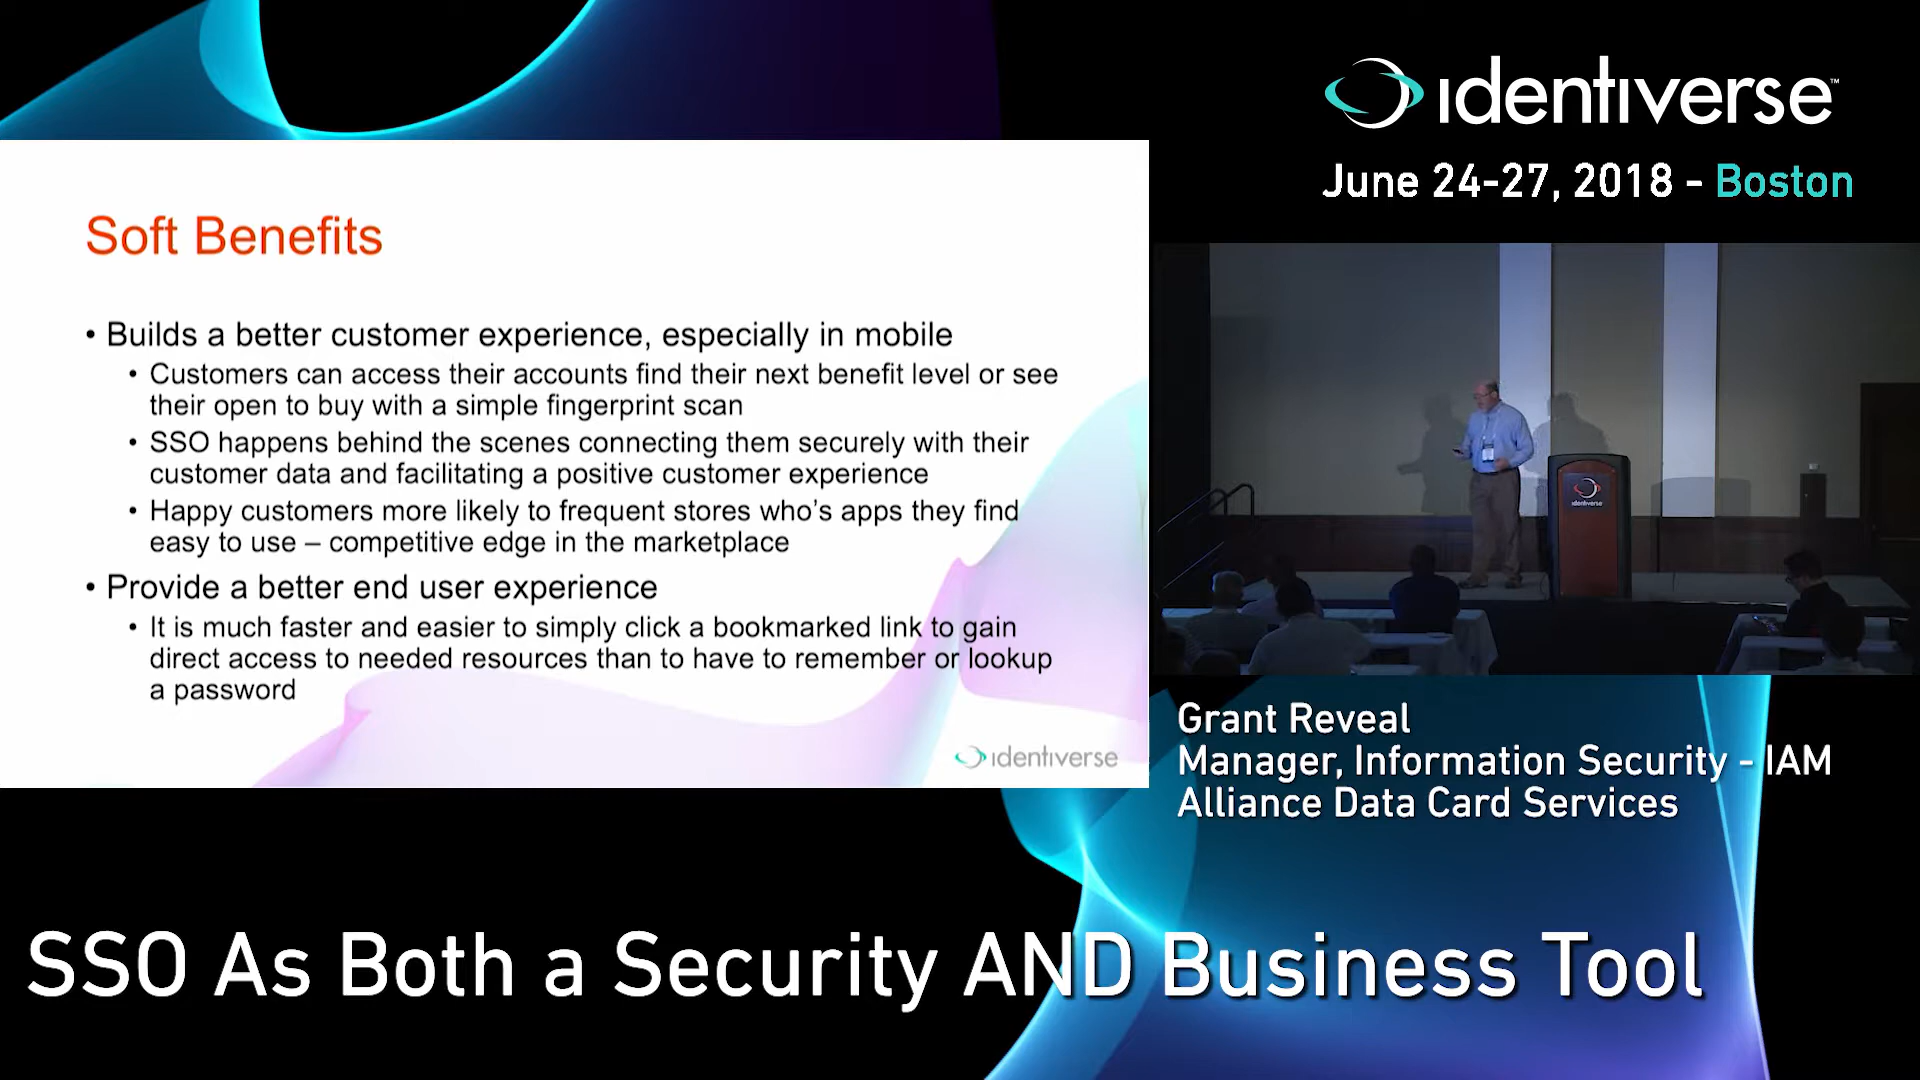 identiverse™
June 24-27, 2018 - Boston
Soft Benefits
• Builds a better customer experience, especially in mobile
• Customers can access their accounts find their next benefit level or see
their open to buy with a simple fingerprint scan
• SSO happens behind the scenes connecting them securely with their
customer data and facilitating a positive customer experience
• Happy customers more likely to frequent stores who's apps they find
easy to use – competitive edge in the marketplace
• Provide a better end user experience
• It is much faster and easier to simply click a bookmarked link to gain
direct access to needed resources than to have to remember or lookup
a password
identiverse
identiverse
Grant Reveal
Manager, Information Security - IAM
Alliance Data Card Services
SSO As Both a Security AND Business Tool